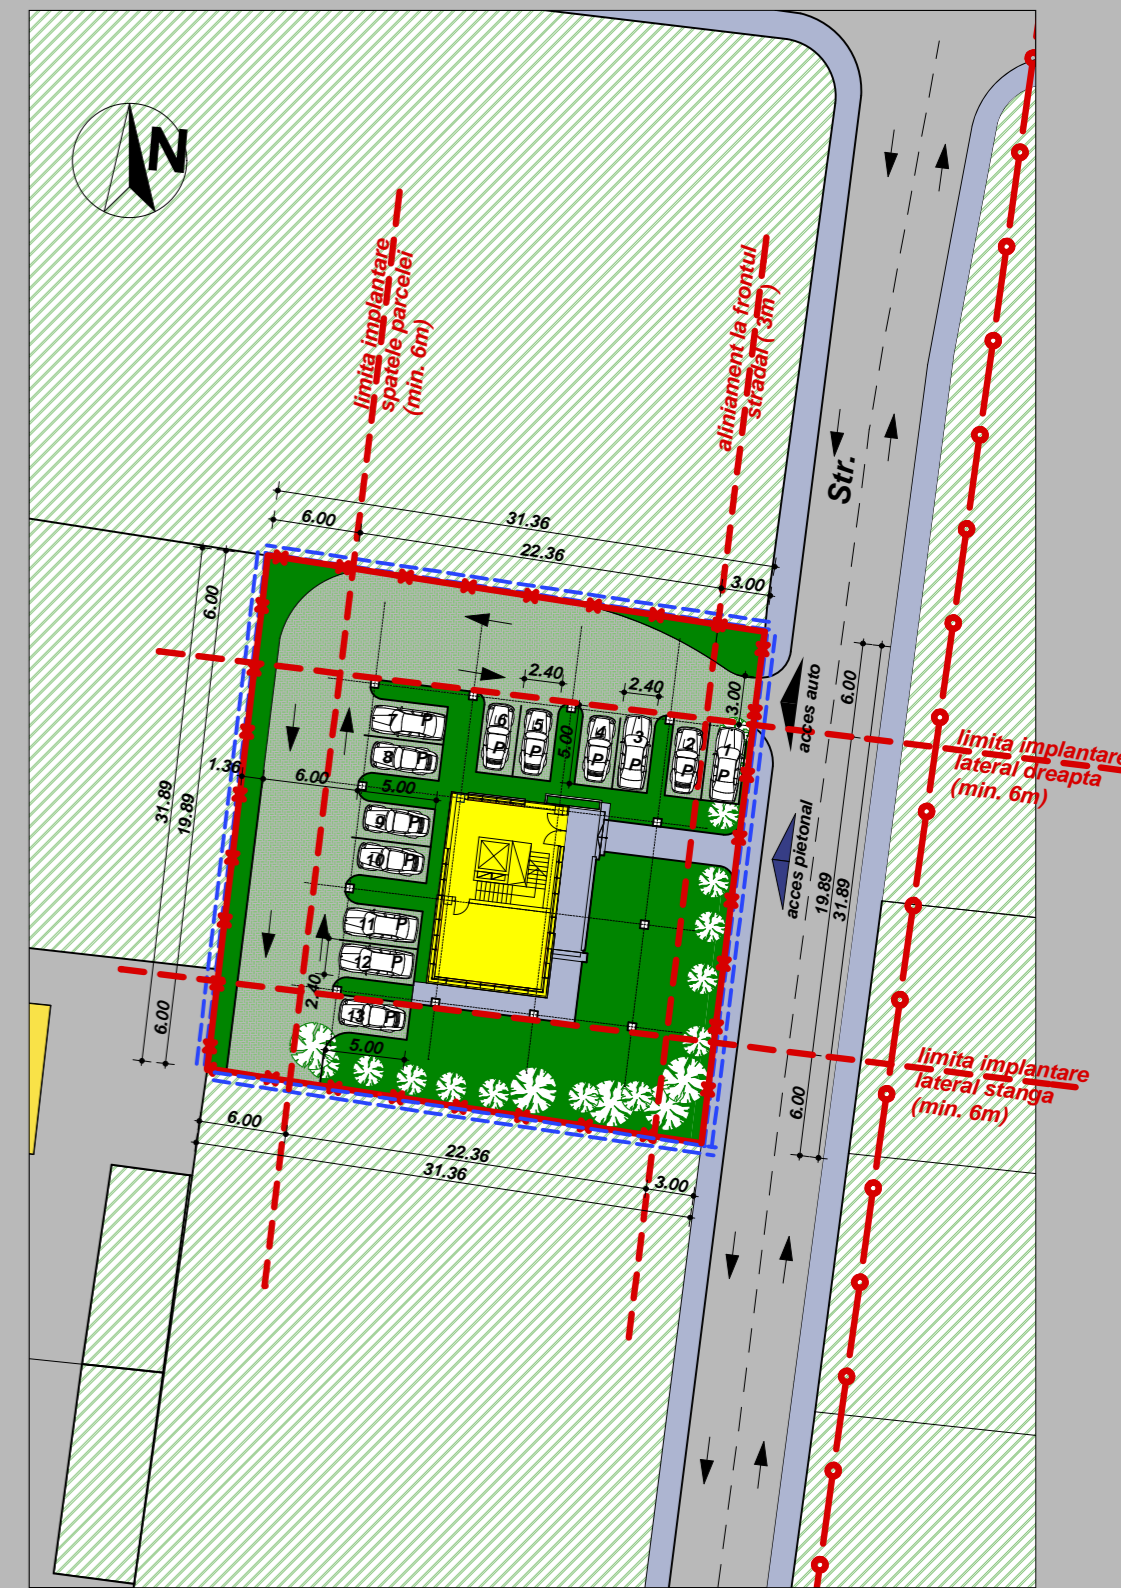 N
limita implantare
spatele parcelei
(min. 6m)
aliniament la frontul
stradal ( 3m )
Str.
31.36
6.00
22.36
3.00
6.00
31.89
19.89
6.00
1.36
6.00
5.00
2.40
2.40
5.00
3.00
7 P
8 P
9 P
10 P
11 P
12 P
13 P
6 P
5 P
4 P
3 P
2 P
1 P
2.40
5.00
acces auto
acces pietonal
6.00
19.89
31.89
6.00
limita implantare
lateral dreapta
(min. 6m)
limita implantare
lateral stanga
(min. 6m)
6.00
22.36
31.36
3.00